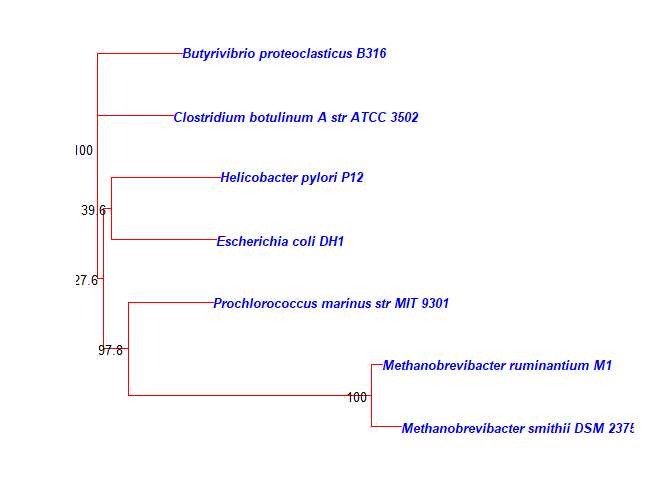 Butyrivibrio proteoclasticus B316
Clostridium botulinum A str ATCC 3502
100
Helicobacter pylori P12
39.6
Escherichia coli DH1
27.6
Prochlorococcus marinus str MIT 9301
97.8
Methanobrevibacter ruminantium M1
100
Methanobrevibacter smithii DSM 2375